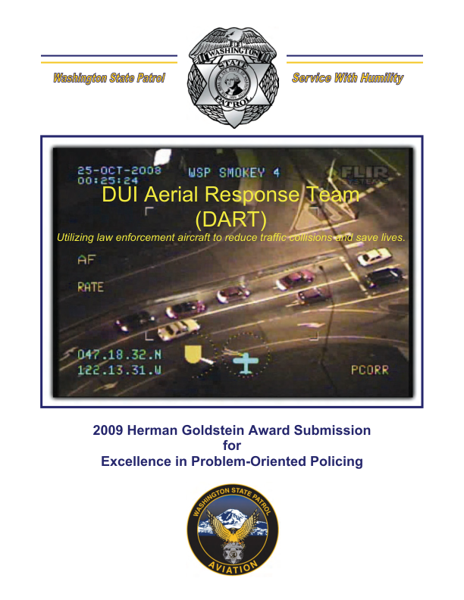 Washington State Patrol
WASHINGTON
STATE
PATROL
Service With Humility
25-OCT-2008
00:25:24
WSP SMOKEY 4
FLIR
DUI Aerial Response Team
(DART)
Utilizing law enforcement aircraft to reduce traffic collisions and save lives.
AF
RATE
047.18.32.N
122.13.31.W
PCORR
2009 Herman Goldstein Award Submission
for
Excellence in Problem-Oriented Policing
WASHINGTON STATE PATROL
AVIATION